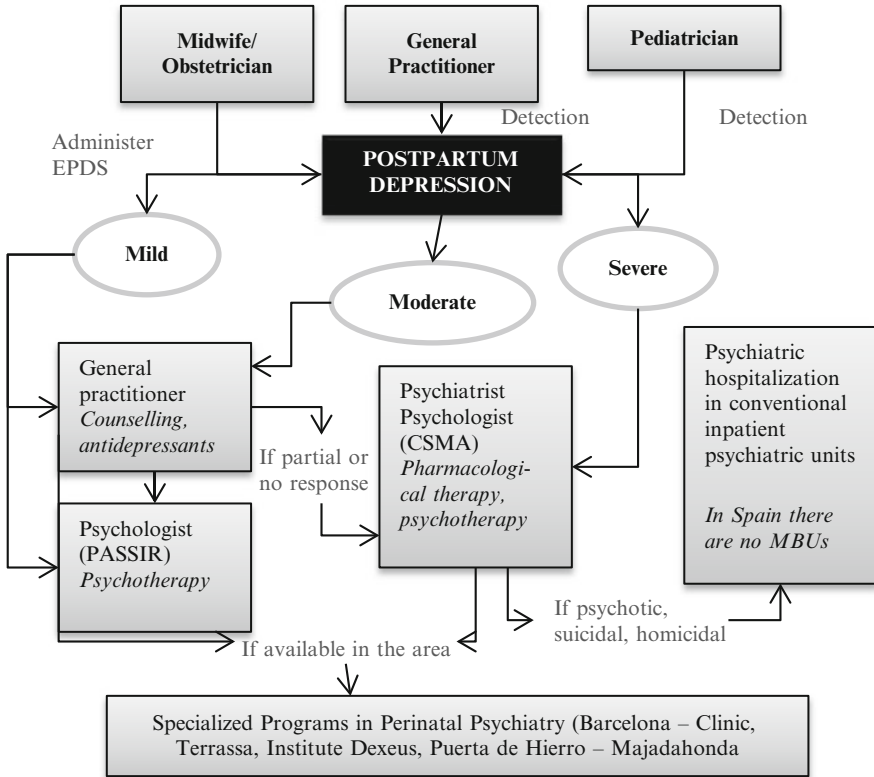 Midwife/
Obstetrician
General
Practitioner
Pediatrician
Administer
EPDS
Detection
Detection
POSTPARTUM
DEPRESSION
Mild
Moderate
Severe
General
practitioner
Counselling,
antidepressants
If partial or
no response
Psychiatrist
Psychologist
(CSMA)
Pharmacologi-
cal therapy,
psychotherapy
Psychiatric
hospitalization
in conventional
inpatient
psychiatric units
In Spain there
are no MBUs
Psychologist
(PASSIR)
Psychotherapy
If available in the area
If psychotic,
suicidal, homicidal
Specialized Programs in Perinatal Psychiatry (Barcelona – Clinic,
Terrassa, Institute Dexeus, Puerta de Hierro – Majadahonda